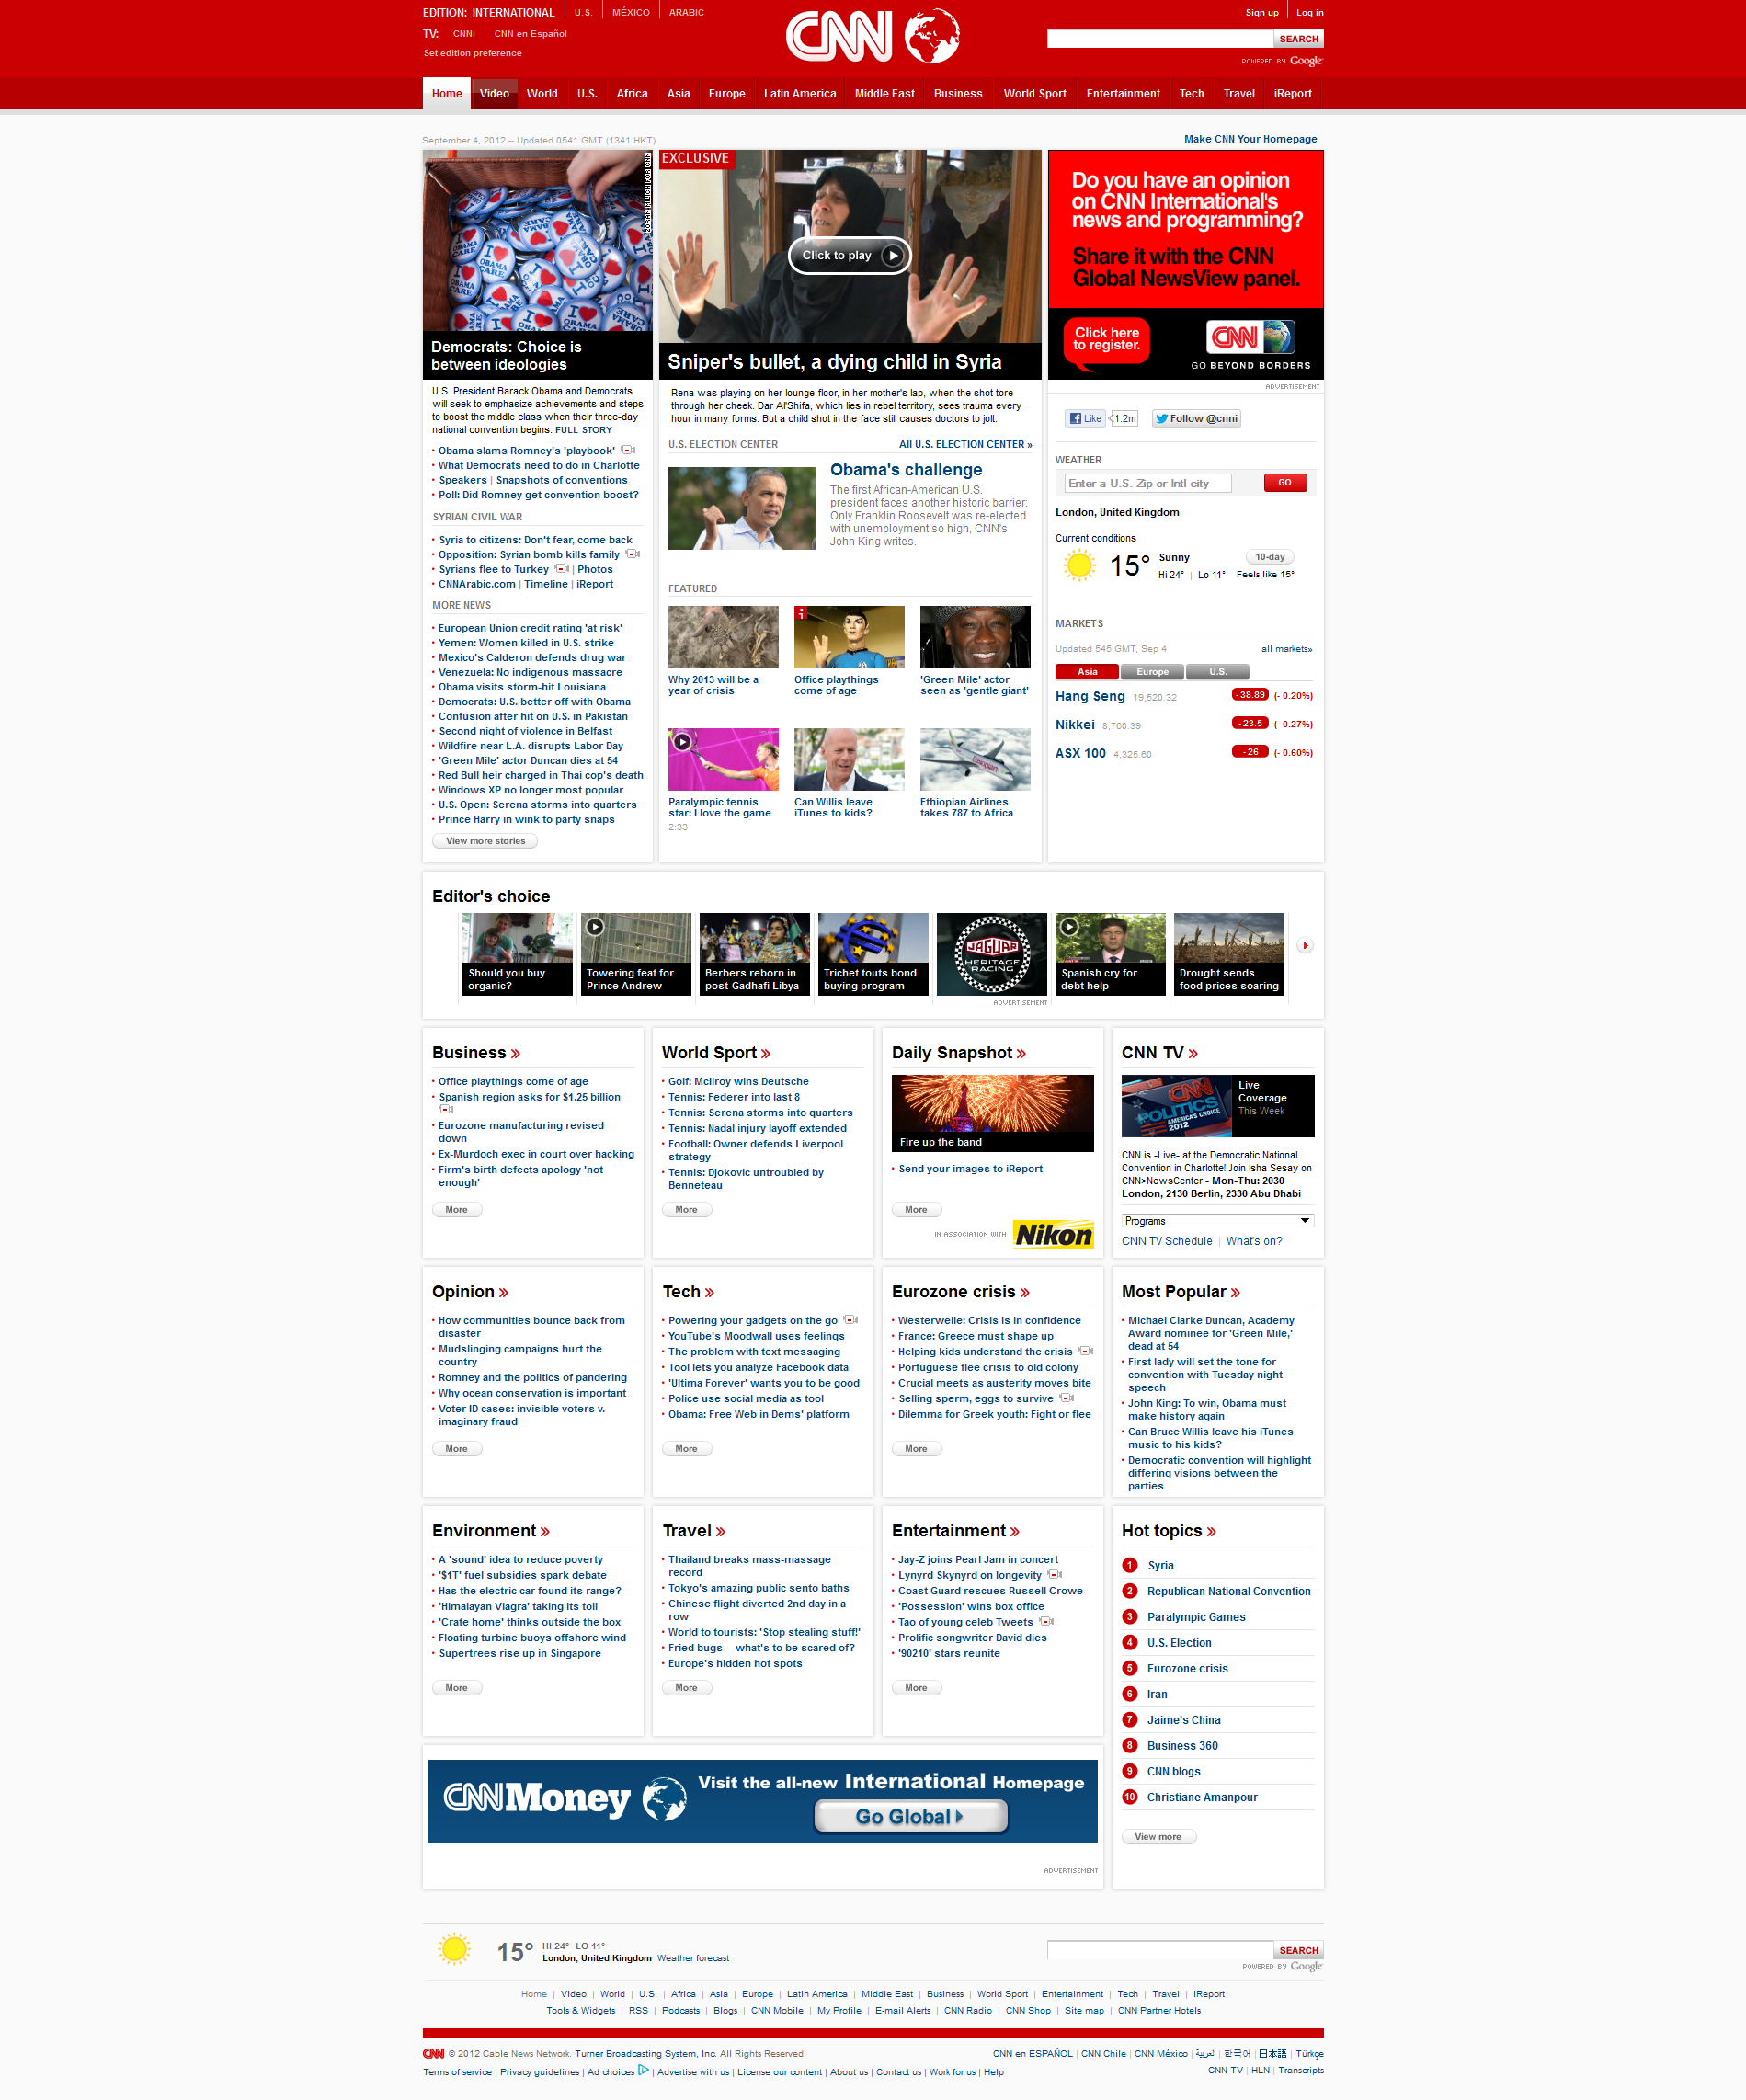 EDITION: INTERNATIONAL | U.S. | MÉXICO | ARABIC
TV: CNNi | CNN en Español
Set edition preference
CNN
Sign up | Log in
SEARCH
POWERED BY Google
Home Video World U.S. Africa Asia Europe Latin America Middle East Business World Sport Entertainment Tech Travel iReport
September 4, 2012 -- Updated 0541 GMT (1341 HKT)
Make CNN Your Homepage
I OBAMA CARE
ZORAN MILICH FOR CNN
Democrats: Choice is
between ideologies
U.S. President Barack Obama and Democrats
will seek to emphasize achievements and steps
to boost the middle class when their three-day
national convention begins. FULL STORY
Obama slams Romney's 'playbook'
What Democrats need to do in Charlotte
Speakers | Snapshots of conventions
Poll: Did Romney get convention boost?
SYRIAN CIVIL WAR
Syria to citizens: Don't fear, come back
Opposition: Syrian bomb kills family
Syrians flee to Turkey | Photos
CNNArabic.com | Timeline | iReport
MORE NEWS
European Union credit rating 'at risk'
Yemen: Women killed in U.S. strike
Mexico's Calderon defends drug war
Venezuela: No indigenous massacre
Obama visits storm-hit Louisiana
Democrats: U.S. better off with Obama
Confusion after hit on U.S. in Pakistan
Second night of violence in Belfast
Wildfire near L.A. disrupts Labor Day
'Green Mile' actor Duncan dies at 54
Red Bull heir charged in Thai cop's death
Windows XP no longer most popular
U.S. Open: Serena storms into quarters
Prince Harry in wink to party snaps
View more stories
EXCLUSIVE
Click to play
Sniper's bullet, a dying child in Syria
Rena was playing on her lounge floor, in her mother's lap, when the shot tore
through her cheek. Dar Al'Shifa, which lies in rebel territory, sees trauma every
hour in many forms. But a child shot in the face still causes doctors to jolt.
U.S. ELECTION CENTER
All U.S. ELECTION CENTER »
Obama's challenge
The first African-American U.S.
president faces another historic barrier:
Only Franklin Roosevelt was re-elected
with unemployment so high, CNN's
John King writes.
FEATURED
Why 2013 will be a
year of crisis
Office playthings
come of age
'Green Mile' actor
seen as 'gentle giant'
Paralympic tennis
star: I love the game
2:33
Can Willis leave
iTunes to kids?
Ethiopian Airlines
takes 787 to Africa
Do you have an opinion
on CNN International's
news and programming?
Share it with the CNN
Global NewsView panel.
Click here
to register.
CNN
GO BEYOND BORDERS
ADVERTISEMENT
Like 1.2m
Follow @cnni
WEATHER
Enter a U.S. Zip or Intl city
GO
London, United Kingdom
Current conditions
15° Sunny 10-day
Hi 24° | Lo 11° Feels like 15°
MARKETS
Updated 545 GMT, Sep 4
all markets»
Asia Europe U.S.
Hang Seng 19,520.32 -38.89 (- 0.20%)
Nikkei 8,760.39 -23.5 (- 0.27%)
ASX 100 4,325.60 -26 (- 0.60%)
Editor's choice
Should you buy
organic?
Towering feat for
Prince Andrew
Berbers reborn in
post-Gadhafi Libya
Trichet touts bond
buying program
JAGUAR
HERITAGE
RACING
ADVERTISEMENT
Spanish cry for
debt help
Drought sends
food prices soaring
Business »
Office playthings come of age
Spanish region asks for $1.25 billion
Eurozone manufacturing revised
down
Ex-Murdoch exec in court over hacking
Firm's birth defects apology 'not
enough'
More
World Sport »
Golf: McIlroy wins Deutsche
Tennis: Federer into last 8
Tennis: Serena storms into quarters
Tennis: Nadal injury layoff extended
Football: Owner defends Liverpool
strategy
Tennis: Djokovic untroubled by
Benneteau
More
Daily Snapshot »
Fire up the band
Send your images to iReport
More
IN ASSOCIATION WITH Nikon
CNN TV »
CNN
POLITICS
AMERICA'S CHOICE
2012
Live
Coverage
This Week
CNN is -Live- at the Democratic National
Convention in Charlotte! Join Isha Sesay on
CNN>NewsCenter - Mon-Thu: 2030
London, 2130 Berlin, 2330 Abu Dhabi
Programs
CNN TV Schedule | What's on?
Opinion »
How communities bounce back from
disaster
Mudslinging campaigns hurt the
country
Romney and the politics of pandering
Why ocean conservation is important
Voter ID cases: invisible voters v.
imaginary fraud
More
Tech »
Powering your gadgets on the go
YouTube's Moodwall uses feelings
The problem with text messaging
Tool lets you analyze Facebook data
'Ultima Forever' wants you to be good
Police use social media as tool
Obama: Free Web in Dems' platform
More
Eurozone crisis »
Westerwelle: Crisis is in confidence
France: Greece must shape up
Helping kids understand the crisis
Portuguese flee crisis to old colony
Crucial meets as austerity moves bite
Selling sperm, eggs to survive
Dilemma for Greek youth: Fight or flee
More
Most Popular »
Michael Clarke Duncan, Academy
Award nominee for 'Green Mile,'
dead at 54
First lady will set the tone for
convention with Tuesday night
speech
John King: To win, Obama must
make history again
Can Bruce Willis leave his iTunes
music to his kids?
Democratic convention will highlight
differing visions between the
parties
Environment »
A 'sound' idea to reduce poverty
'$1T' fuel subsidies spark debate
Has the electric car found its range?
'Himalayan Viagra' taking its toll
'Crate home' thinks outside the box
Floating turbine buoys offshore wind
Supertrees rise up in Singapore
More
Travel »
Thailand breaks mass-massage
record
Tokyo's amazing public sento baths
Chinese flight diverted 2nd day in a
row
World to tourists: 'Stop stealing stuff!'
Fried bugs -- what's to be scared of?
Europe's hidden hot spots
More
Entertainment »
Jay-Z joins Pearl Jam in concert
Lynyrd Skynyrd on longevity
Coast Guard rescues Russell Crowe
'Possession' wins box office
Tao of young celeb Tweets
Prolific songwriter David dies
'90210' stars reunite
More
Hot topics »
1 Syria
2 Republican National Convention
3 Paralympic Games
4 U.S. Election
5 Eurozone crisis
6 Iran
7 Jaime's China
8 Business 360
9 CNN blogs
10 Christiane Amanpour
View more
CNNMoney
Visit the all-new International Homepage
Go Global
ADVERTISEMENT
15° HI 24° LO 11°
London, United Kingdom Weather forecast
SEARCH
POWERED BY Google
Home | Video | World | U.S. | Africa | Asia | Europe | Latin America | Middle East | Business | World Sport | Entertainment | Tech | Travel | iReport
Tools & Widgets | RSS | Podcasts | Blogs | CNN Mobile | My Profile | E-mail Alerts | CNN Radio | CNN Shop | Site map | CNN Partner Hotels
CNN © 2012 Cable News Network. Turner Broadcasting System, Inc. All Rights Reserved.
CNN en ESPAÑOL | CNN Chile | CNN México | العربية | 한국어 | 日本語 | Türkçe
Terms of service | Privacy guidelines | Ad choices | Advertise with us | License our content | About us | Contact us | Work for us | Help
CNN TV | HLN | Transcripts